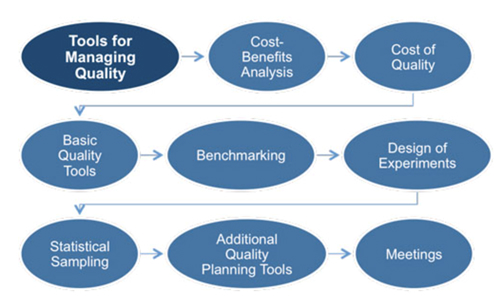 Tools for
Managing
Quality
Cost-
Benefits
Analysis
Cost of
Quality
Basic
Quality
Tools
Benchmarking
Design of
Experiments
Statistical
Sampling
Additional
Quality
Planning Tools
Meetings